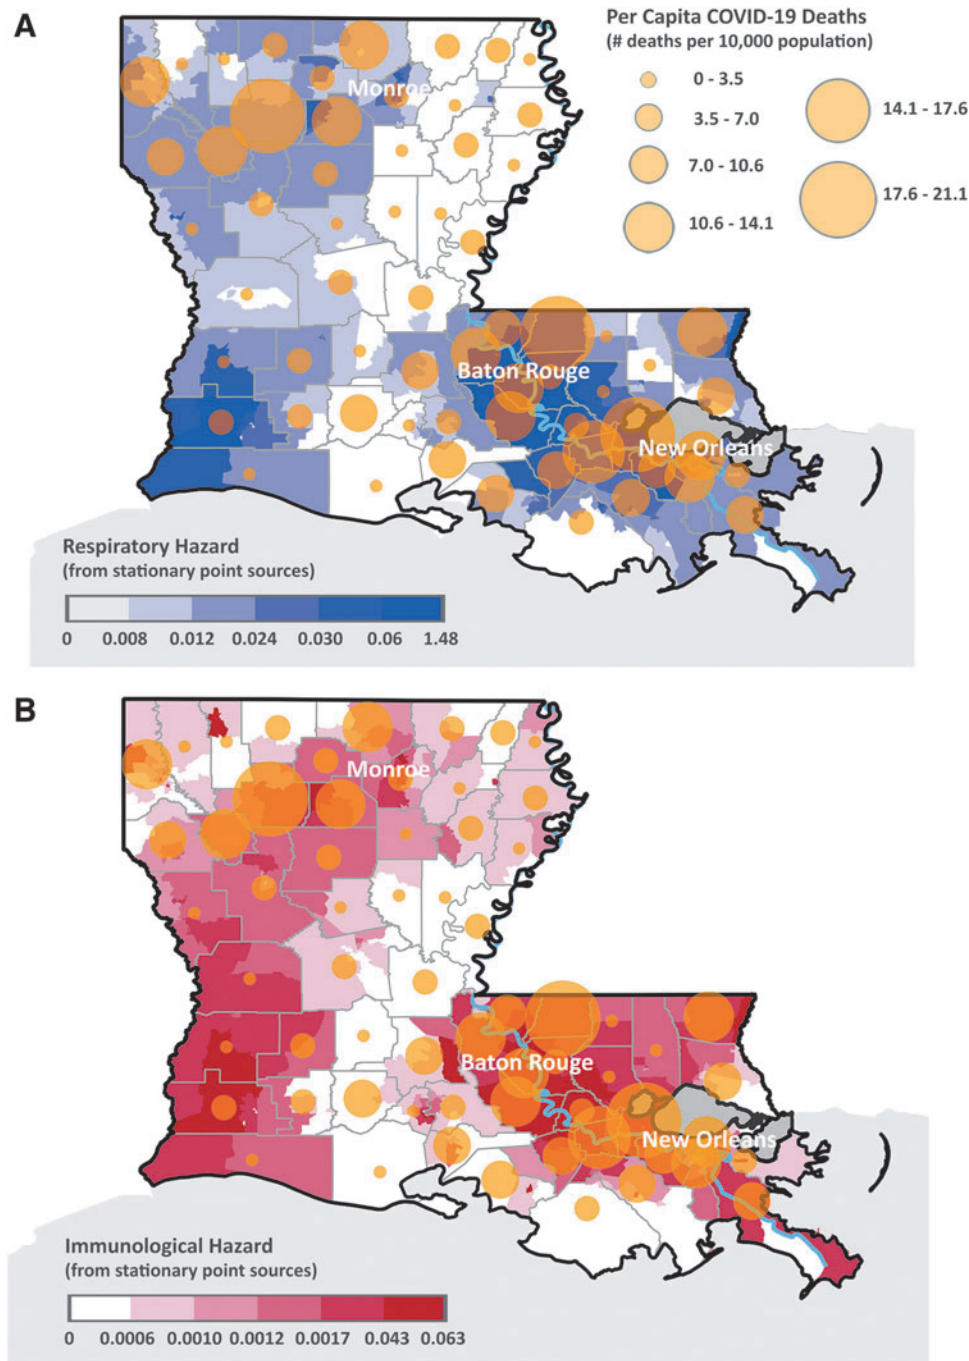 A
Per Capita COVID-19 Deaths
(# deaths per 10,000 population)
0 - 3.5
3.5 - 7.0
7.0 - 10.6
10.6 - 14.1
14.1 - 17.6
17.6 - 21.1
Monroe
Baton Rouge
New Orleans
Respiratory Hazard
(from stationary point sources)
0 0.008 0.012 0.024 0.030 0.06 1.48
B
Monroe
Baton Rouge
New Orleans
Immunological Hazard
(from stationary point sources)
0 0.0006 0.0010 0.0012 0.0017 0.043 0.063